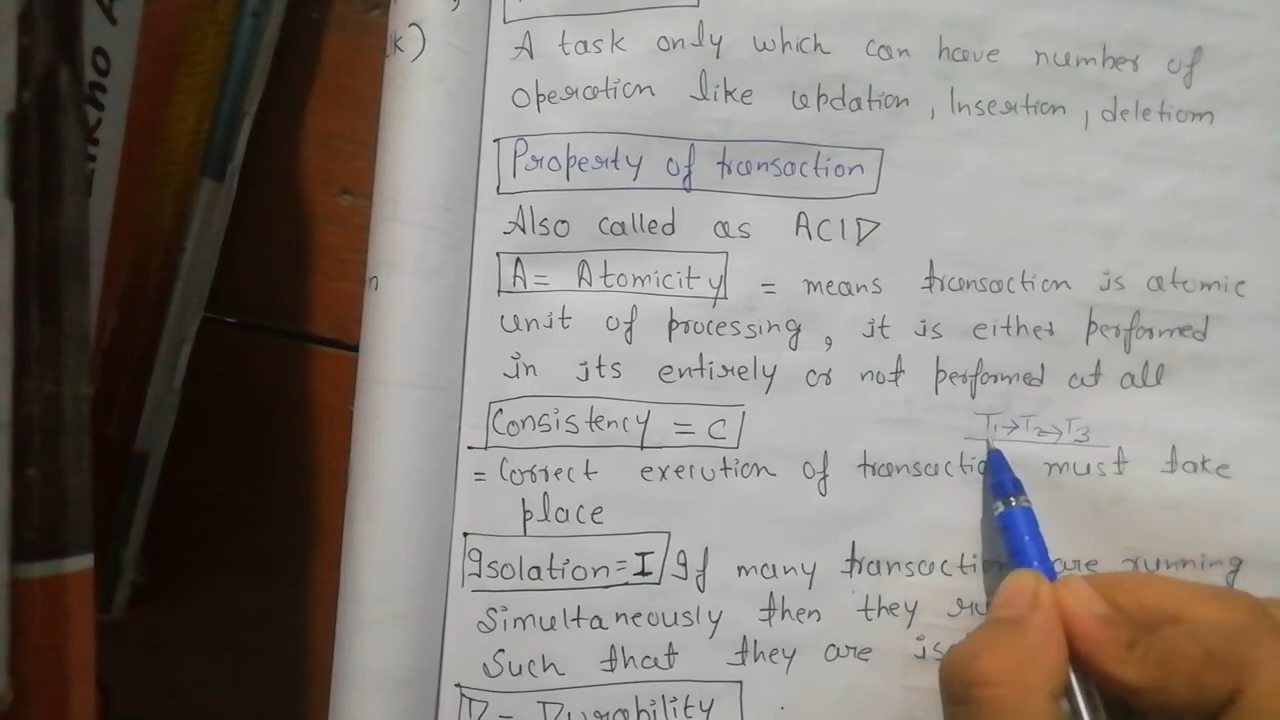 k)
A task only which can have number of
operation like updation, Insertion, deletion
Property of transaction
Also called as ACID
A = Atomicity = means transaction is atomic
unit of processing, it is either performed
in its entirely or not performed at all
Consistency = C
T1→T2→T3
= Correct execution of transaction must take
place
Isolation = I If many transaction are running
Simultaneously then they
Such that they are
D - Durability
n